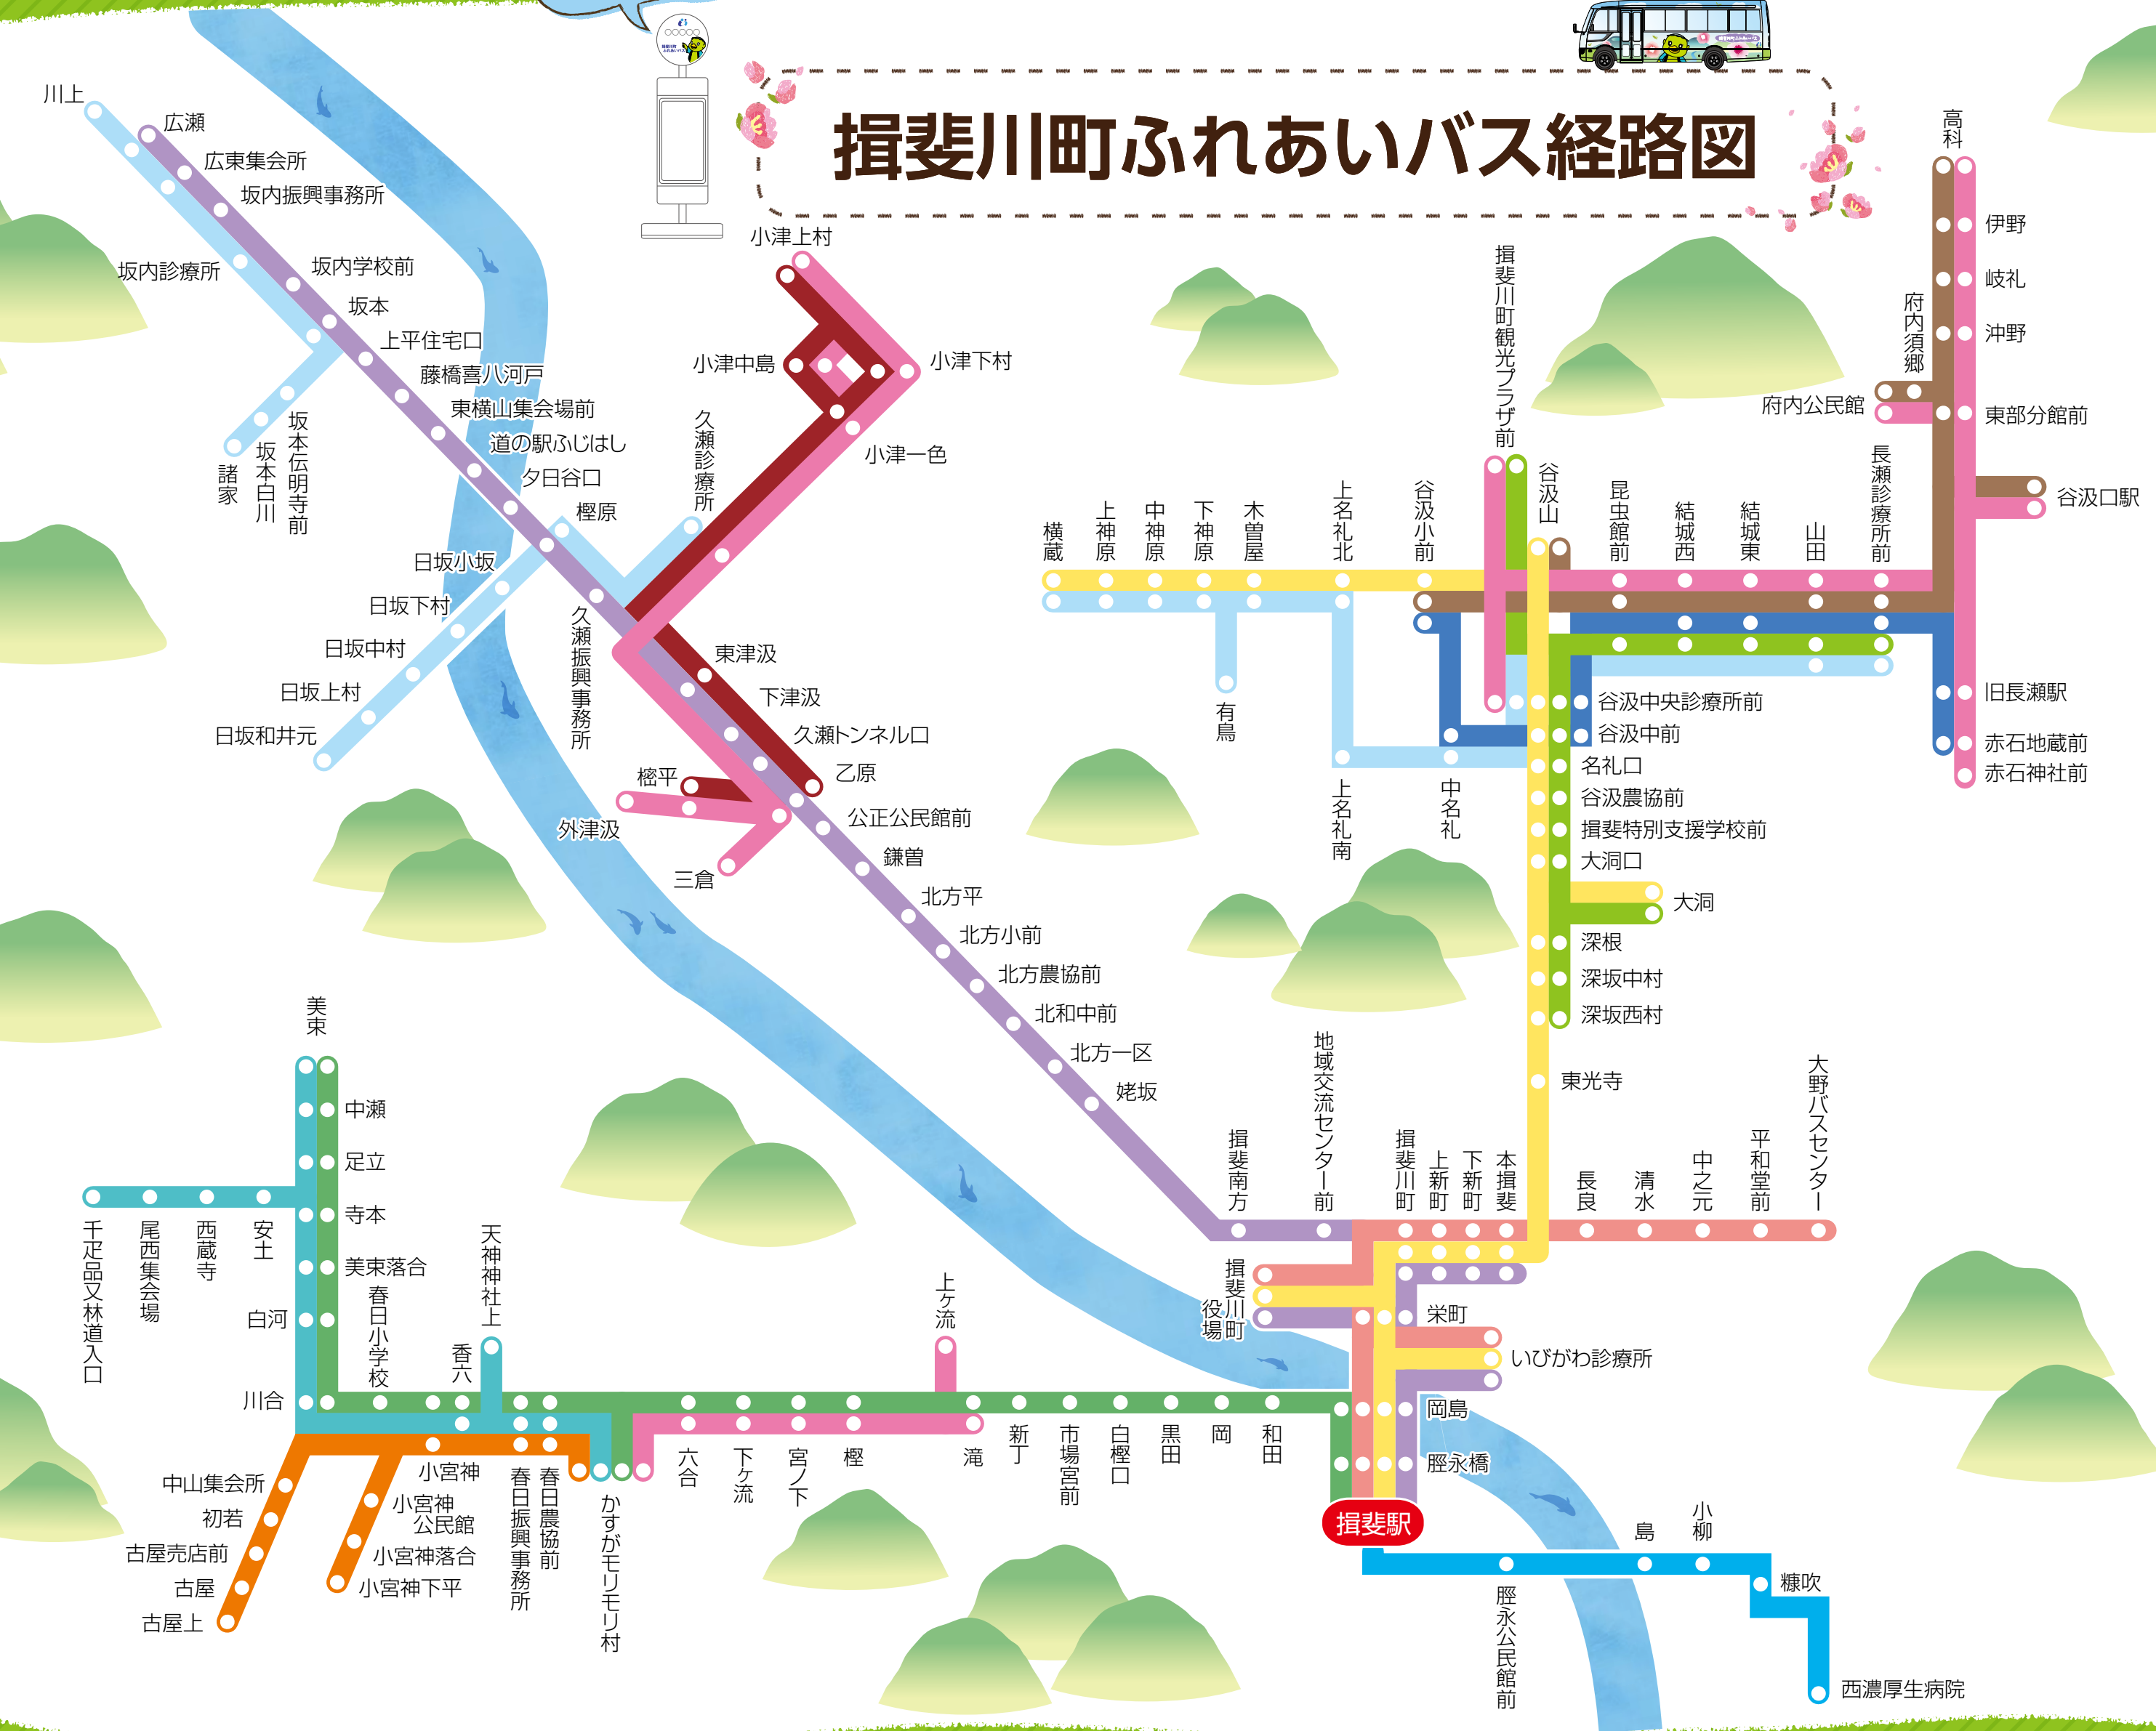 揖斐川町ふれあいバス経路図
川上
広瀬
広東集会所
坂内振興事務所
坂内診療所
坂内学校前
坂本
上平住宅口
藤橋喜八河戸
東横山集会場前
道の駅ふじはし
夕日谷口
樫原
坂本伝明寺前
坂本白川
諸家
日坂小坂
日坂下村
日坂中村
日坂上村
日坂和井元
久瀬診療所
久瀬振興事務所
小津上村
小津中島
小津下村
小津一色
東津汲
下津汲
久瀬トンネル口
乙原
樒平
外津汲
三倉
公正公民館前
鎌曽
北方平
北方小前
北方農協前
北和中前
北方一区
姥坂
揖斐南方
地域交流センター前
揖斐川町
上新町
下新町
本揖斐
長良
清水
中之元
平和堂前
大野バスセンター
揖斐川町
役場
栄町
いびがわ診療所
岡島
脛永橋
揖斐駅
脛永公民館前
島
小柳
糠吹
西濃厚生病院
横蔵
上神原
中神原
下神原
木曽屋
上名礼北
谷汲小前
有鳥
上名礼南
中名礼
揖斐川町観光プラザ前
谷汲山
昆虫館前
結城西
結城東
山田
長瀬診療所前
府内須郷
府内公民館
高科
伊野
岐礼
沖野
東部分館前
谷汲口駅
旧長瀬駅
赤石地蔵前
赤石神社前
谷汲中央診療所前
谷汲中前
名礼口
谷汲農協前
揖斐特別支援学校前
大洞口
大洞
深根
深坂中村
深坂西村
東光寺
美束
中瀬
足立
寺本
美束落合
白河
川合
千疋品又林道入口
尾西集会場
西蔵寺
安土
春日小学校
香六
天神神社上
上ヶ流
中山集会所
初若
古屋売店前
古屋
古屋上
小宮神
小宮神
公民館
小宮神落合
小宮神下平
春日振興事務所
春日農協前
かすがモリモリ村
六合
下ヶ流
宮ノ下
樫
滝
新丁
市場宮前
白樫口
黒田
岡
和田